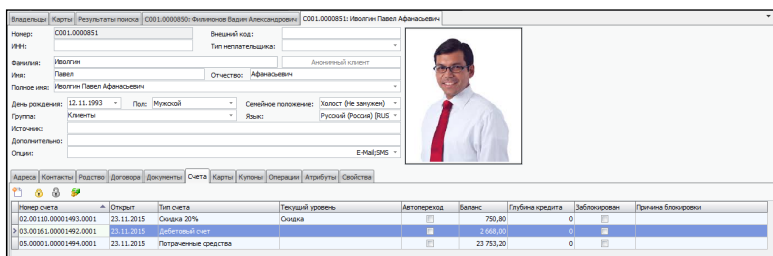 Владельцы Карты Результаты поиска C001.0000850: Филимонов Вадим Александрович C001.0000851: Иволгин Павел Афанасьевич
Номер: C001.0000851 Внешний код:
ИНН: Тип неплательщика:
Фамилия: Иволгин Анонимный клиент
Имя: Павел Отчество: Афанасьевич
Полное имя: Иволгин Павел Афанасьевич
День рождения: 12.11.1993 Пол: Мужской Семейное положение: Холост (Не замужен)
Группа: Клиенты Язык: Русский (Россия) [RUS
Источник:
Дополнительно:
Опции: E-Mail;SMS
Адреса Контакты Родство Договора Документы Счета Карты Купоны Операции Атрибуты Свойства
Номер счета Открыт Тип счета Текущий уровень Автопереход Баланс Глубина кредита Заблокирован Причина блокировки
02.00110.00001493.0001 23.11.2015 Скидка 20% Скидка 750,80 0
03.00161.00001492.0001 23.11.2015 Дебетовый счет 2 668,00 0
05.00001.00001494.0001 23.11.2015 Потраченные средства 23 753,20 0